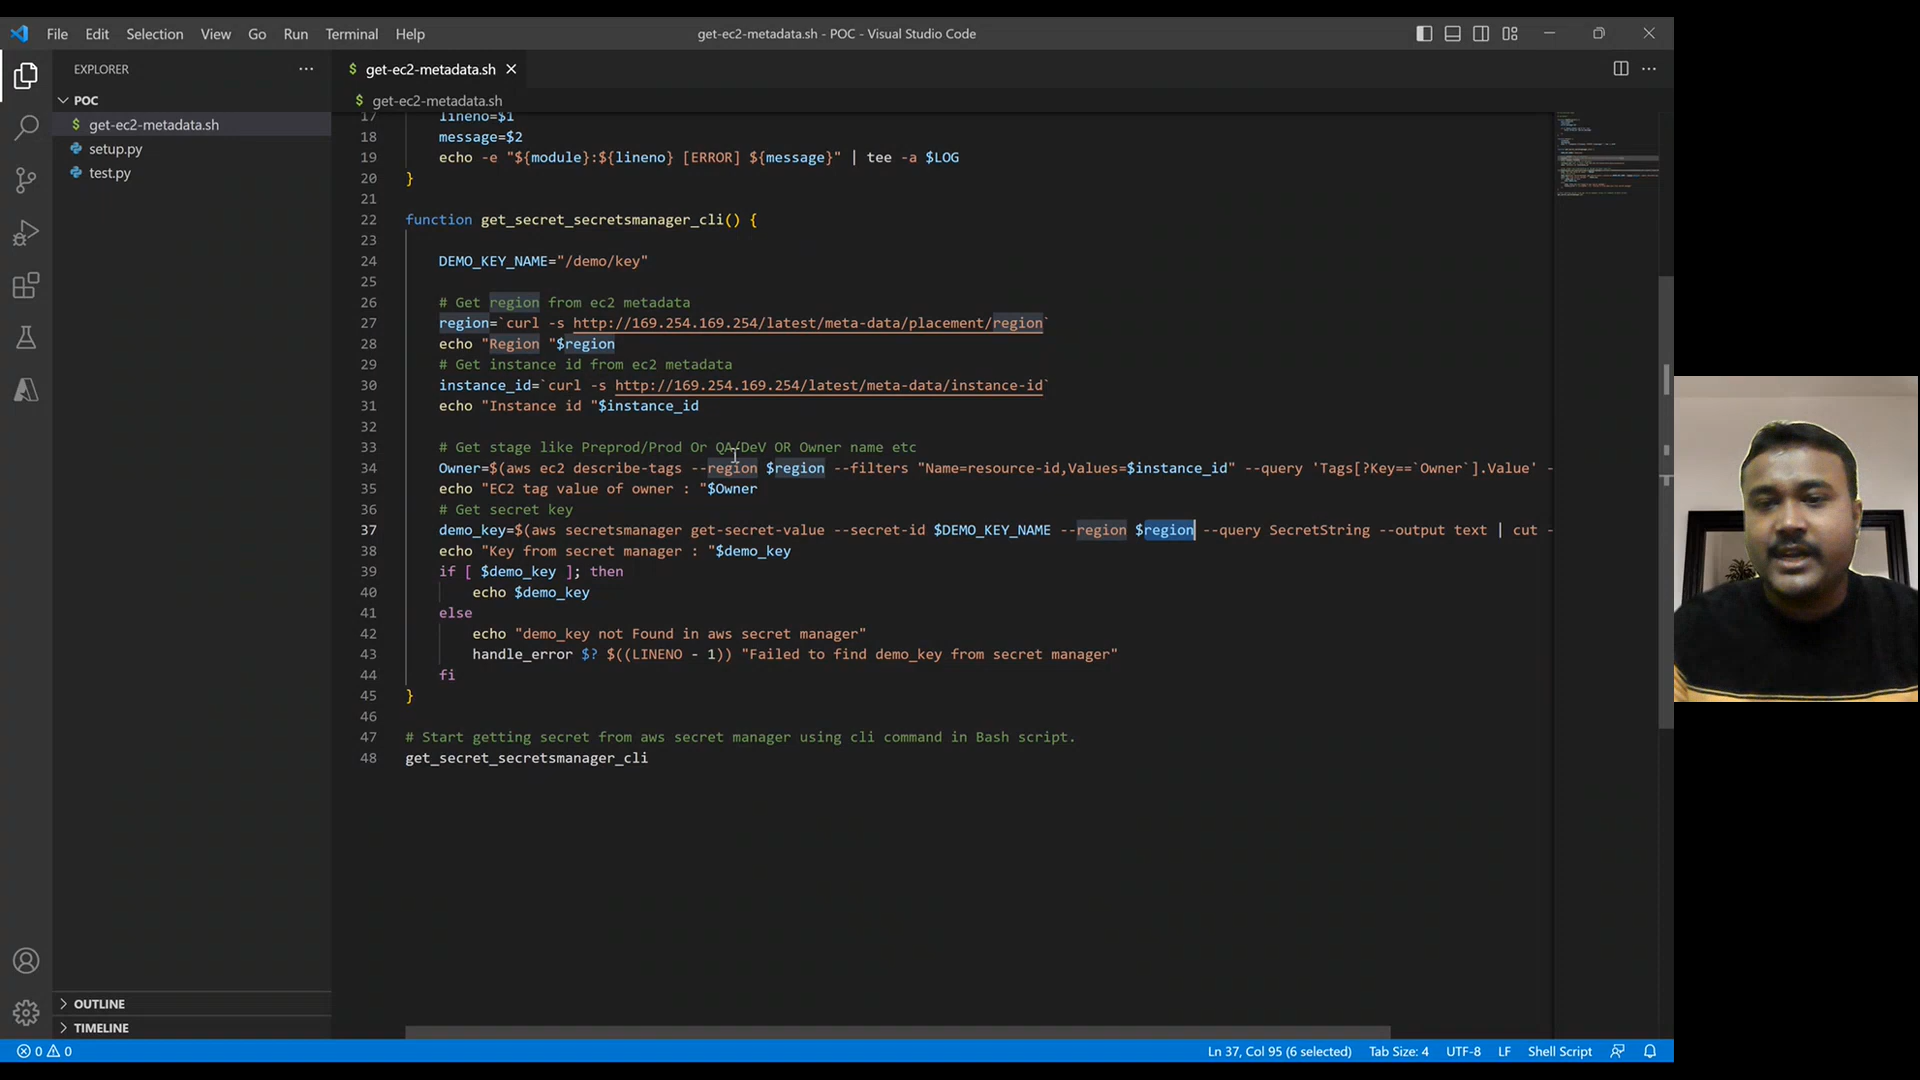 File Edit Selection View Go Run Terminal Help
get-ec2-metadata.sh - POC - Visual Studio Code
EXPLORER
POC
get-ec2-metadata.sh
setup.py
test.py
OUTLINE
TIMELINE
$ get-ec2-metadata.sh
$ get-ec2-metadata.sh
17 lineno=$1
18 message=$2
19 echo -e "${module}:${lineno} [ERROR] ${message}" | tee -a $LOG
20 }
21
22 function get_secret_secretsmanager_cli() {
23
24 DEMO_KEY_NAME="/demo/key"
25
26 # Get region from ec2 metadata
27 region=`curl -s http://169.254.169.254/latest/meta-data/placement/region`
28 echo "Region "$region
29 # Get instance id from ec2 metadata
30 instance_id=`curl -s http://169.254.169.254/latest/meta-data/instance-id`
31 echo "Instance id "$instance_id
32
33 # Get stage like Preprod/Prod Or QA/DeV OR Owner name etc
34 Owner=$(aws ec2 describe-tags --region $region --filters "Name=resource-id,Values=$instance_id" --query 'Tags[?Key==`Owner`].Value' -
35 echo "EC2 tag value of owner : "$Owner
36 # Get secret key
37 demo_key=$(aws secretsmanager get-secret-value --secret-id $DEMO_KEY_NAME --region $region --query SecretString --output text | cut -
38 echo "Key from secret manager : "$demo_key
39 if [ $demo_key ]; then
40 echo $demo_key
41 else
42 echo "demo_key not Found in aws secret manager"
43 handle_error $? $((LINENO - 1)) "Failed to find demo_key from secret manager"
44 fi
45 }
46
47 # Start getting secret from aws secret manager using cli command in Bash script.
48 get_secret_secretsmanager_cli
0 0
Ln 37, Col 95 (6 selected) Tab Size: 4 UTF-8 LF Shell Script